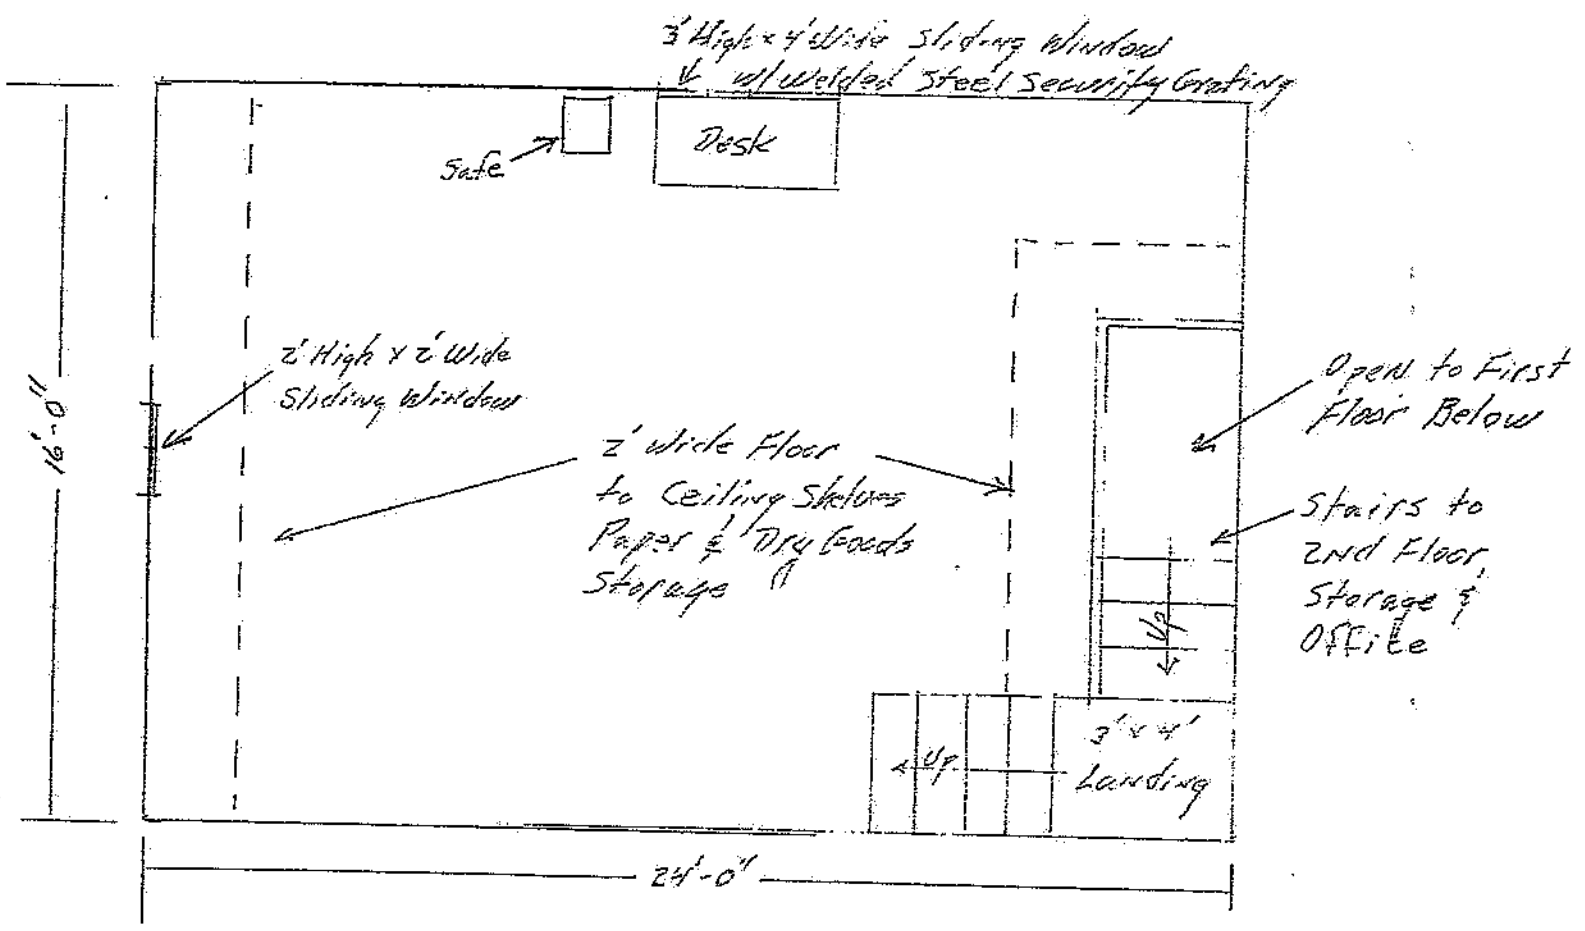 3' High x 4' Wide Sliding Window
w/ Welded Steel Security Grating
Safe
Desk
2' High x 2' Wide
Sliding Window
16'-0"
2' Wide Floor
to Ceiling Shelves
Paper & Dry Goods
Storage
Open to First
Floor Below
Stairs to
2nd Floor,
Storage &
Office
Up
Up
3' x 4'
Landing
24'-0"